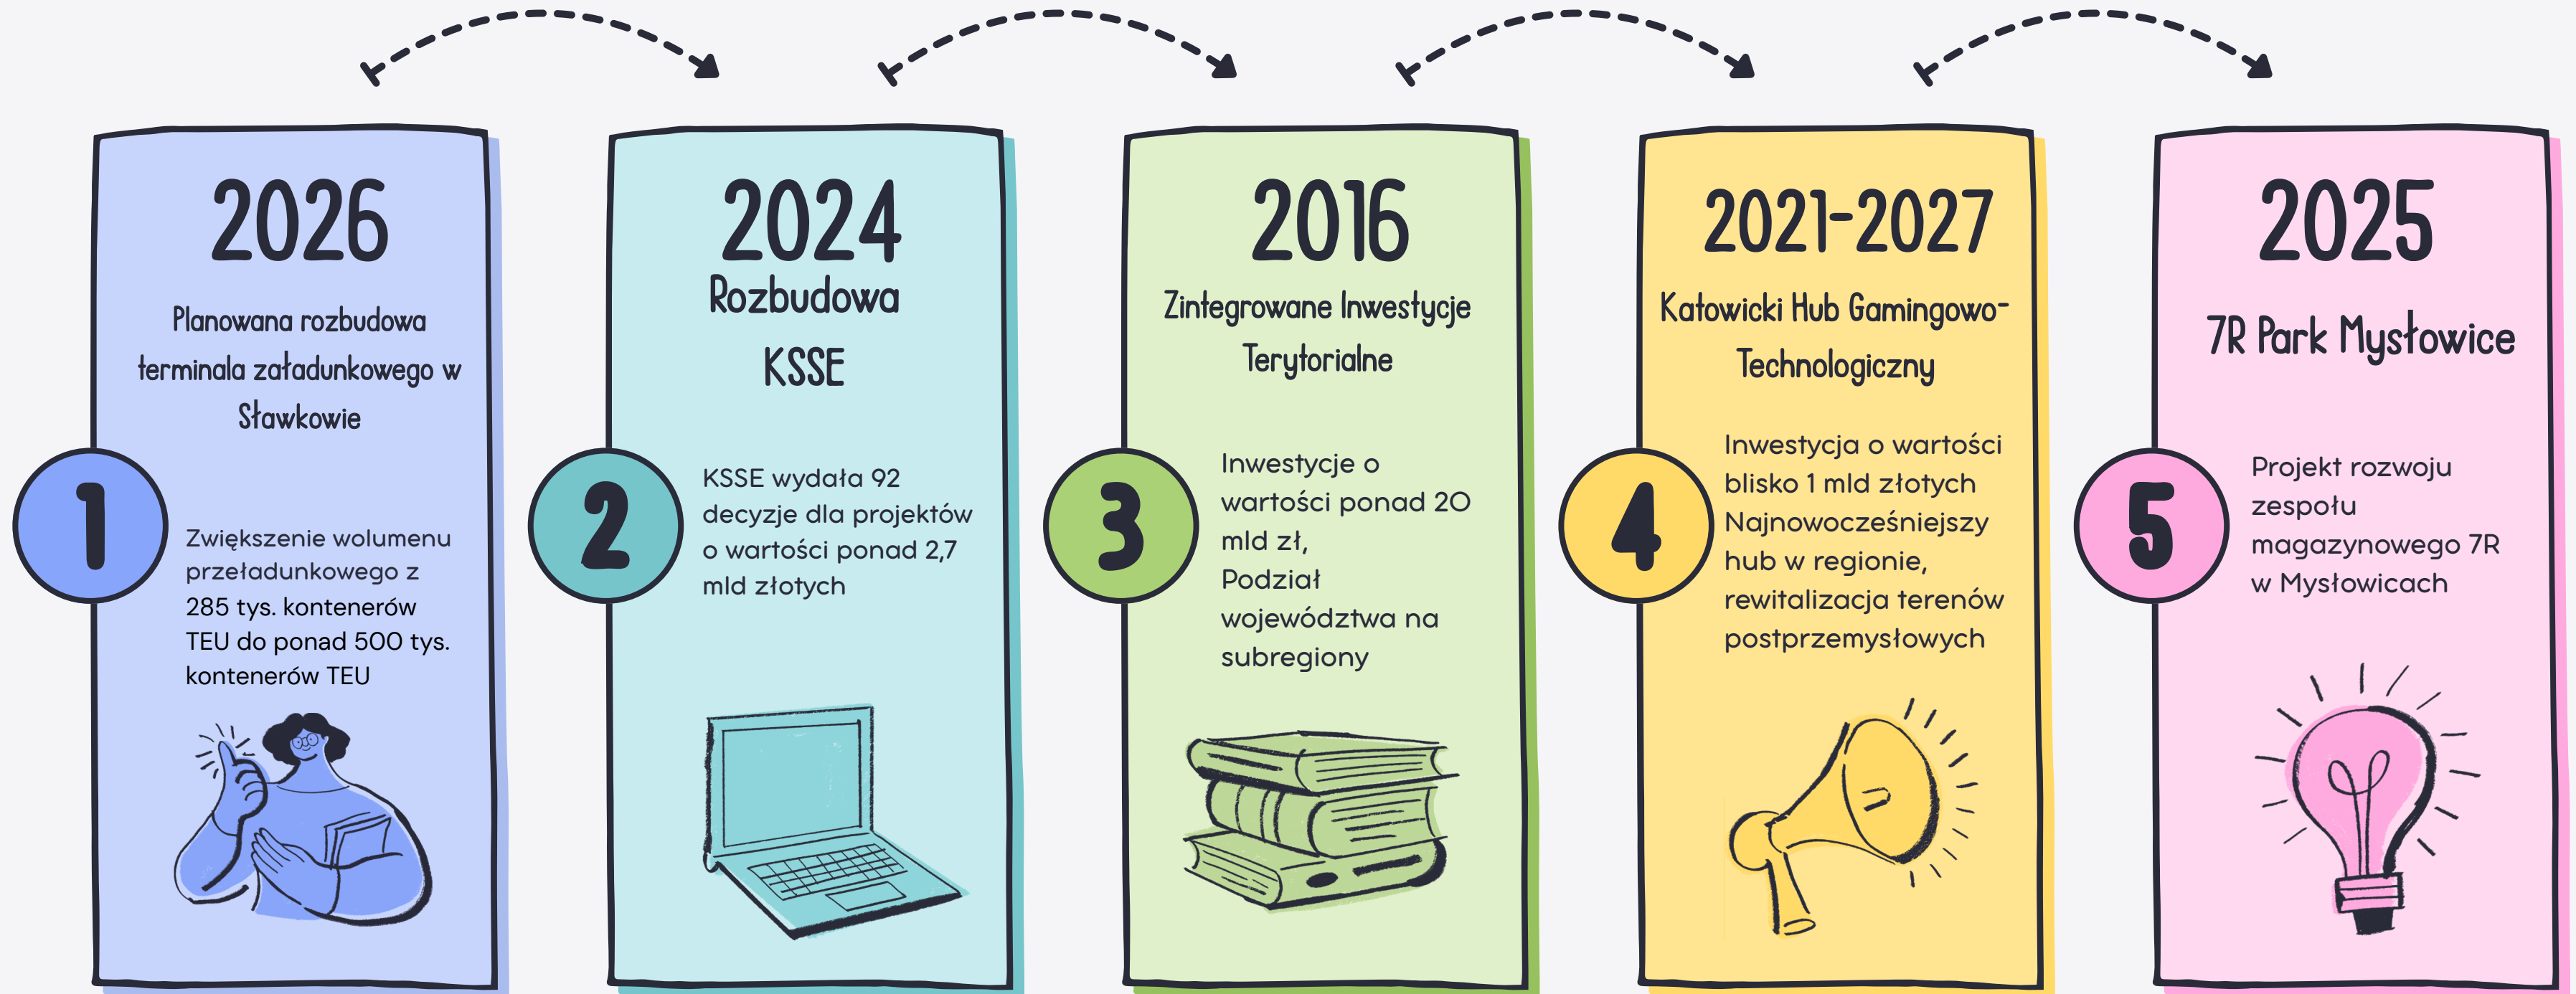 2026
Planowana rozbudowa
terminala załadunkowego w
Sławkowie
1
Zwiększenie wolumenu
przeładunkowego z
285 tys. kontenerów
TEU do ponad 500 tys.
kontenerów TEU
2024
Rozbudowa
KSSE
2
KSSE wydała 92
decyzje dla projektów
o wartości ponad 2,7
mld złotych
2016
Zintegrowane Inwestycje
Terytorialne
3
Inwestycje o
wartości ponad 20
mld zł,
Podział
województwa na
subregiony
2021-2027
Katowicki Hub Gamingowo-
Technologiczny
4
Inwestycja o wartości
blisko 1 mld złotych
Najnowocześniejszy
hub w regionie,
rewitalizacja terenów
postprzemysłowych
2025
7R Park Mysłowice
5
Projekt rozwoju
zespołu
magazynowego 7R
w Mysłowicach